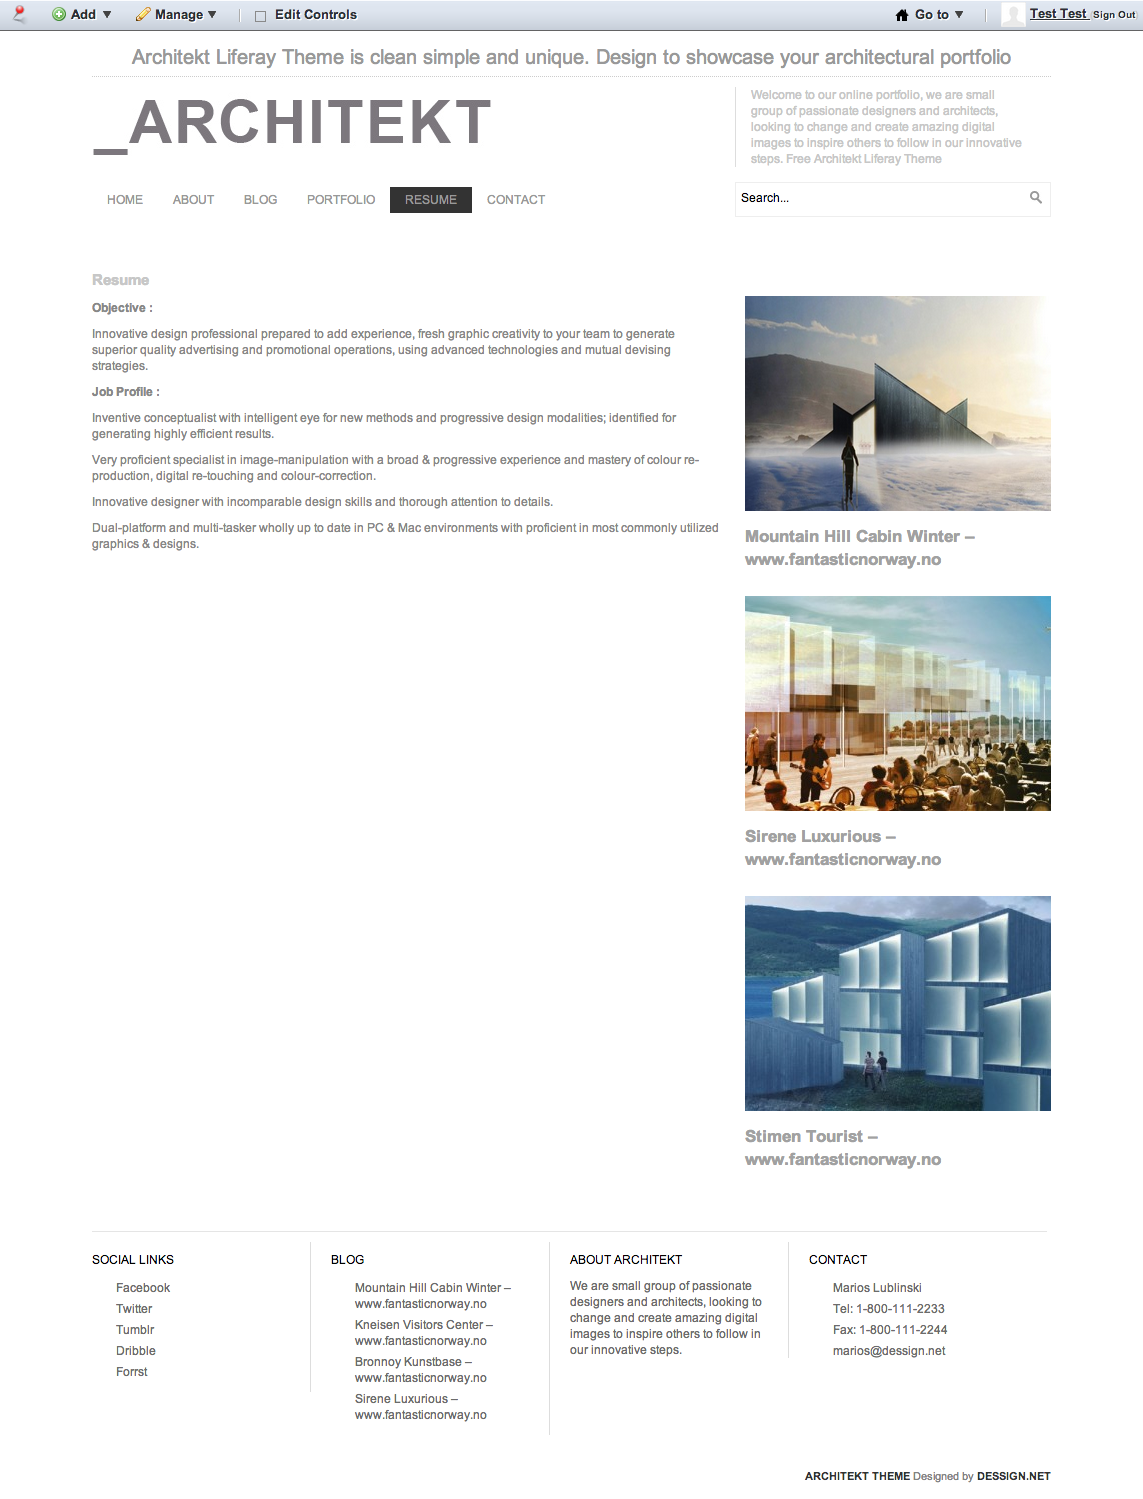 Add Manage Edit Controls Go to Test Test Sign Out
Architekt Liferay Theme is clean simple and unique. Design to showcase your architectural portfolio
_ARCHITEKT
Welcome to our online portfolio, we are small
group of passionate designers and architects,
looking to change and create amazing digital
images to inspire others to follow in our innovative
steps. Free Architekt Liferay Theme
HOME ABOUT BLOG PORTFOLIO RESUME CONTACT
Search...
Resume
Objective :
Innovative design professional prepared to add experience, fresh graphic creativity to your team to generate
superior quality advertising and promotional operations, using advanced technologies and mutual devising
strategies.
Job Profile :
Inventive conceptualist with intelligent eye for new methods and progressive design modalities; identified for
generating highly efficient results.
Very proficient specialist in image-manipulation with a broad & progressive experience and mastery of colour re-
production, digital re-touching and colour-correction.
Innovative designer with incomparable design skills and thorough attention to details.
Dual-platform and multi-tasker wholly up to date in PC & Mac environments with proficient in most commonly utilized
graphics & designs.
Mountain Hill Cabin Winter –
www.fantasticnorway.no
Sirene Luxurious –
www.fantasticnorway.no
Stimen Tourist –
www.fantasticnorway.no
SOCIAL LINKS
Facebook
Twitter
Tumblr
Dribble
Forrst
BLOG
Mountain Hill Cabin Winter –
www.fantasticnorway.no
Kneisen Visitors Center –
www.fantasticnorway.no
Bronnoy Kunstbase –
www.fantasticnorway.no
Sirene Luxurious –
www.fantasticnorway.no
ABOUT ARCHITEKT
We are small group of passionate
designers and architects, looking to
change and create amazing digital
images to inspire others to follow in
our innovative steps.
CONTACT
Marios Lublinski
Tel: 1-800-111-2233
Fax: 1-800-111-2244
marios@dessign.net
ARCHITEKT THEME Designed by DESSIGN.NET